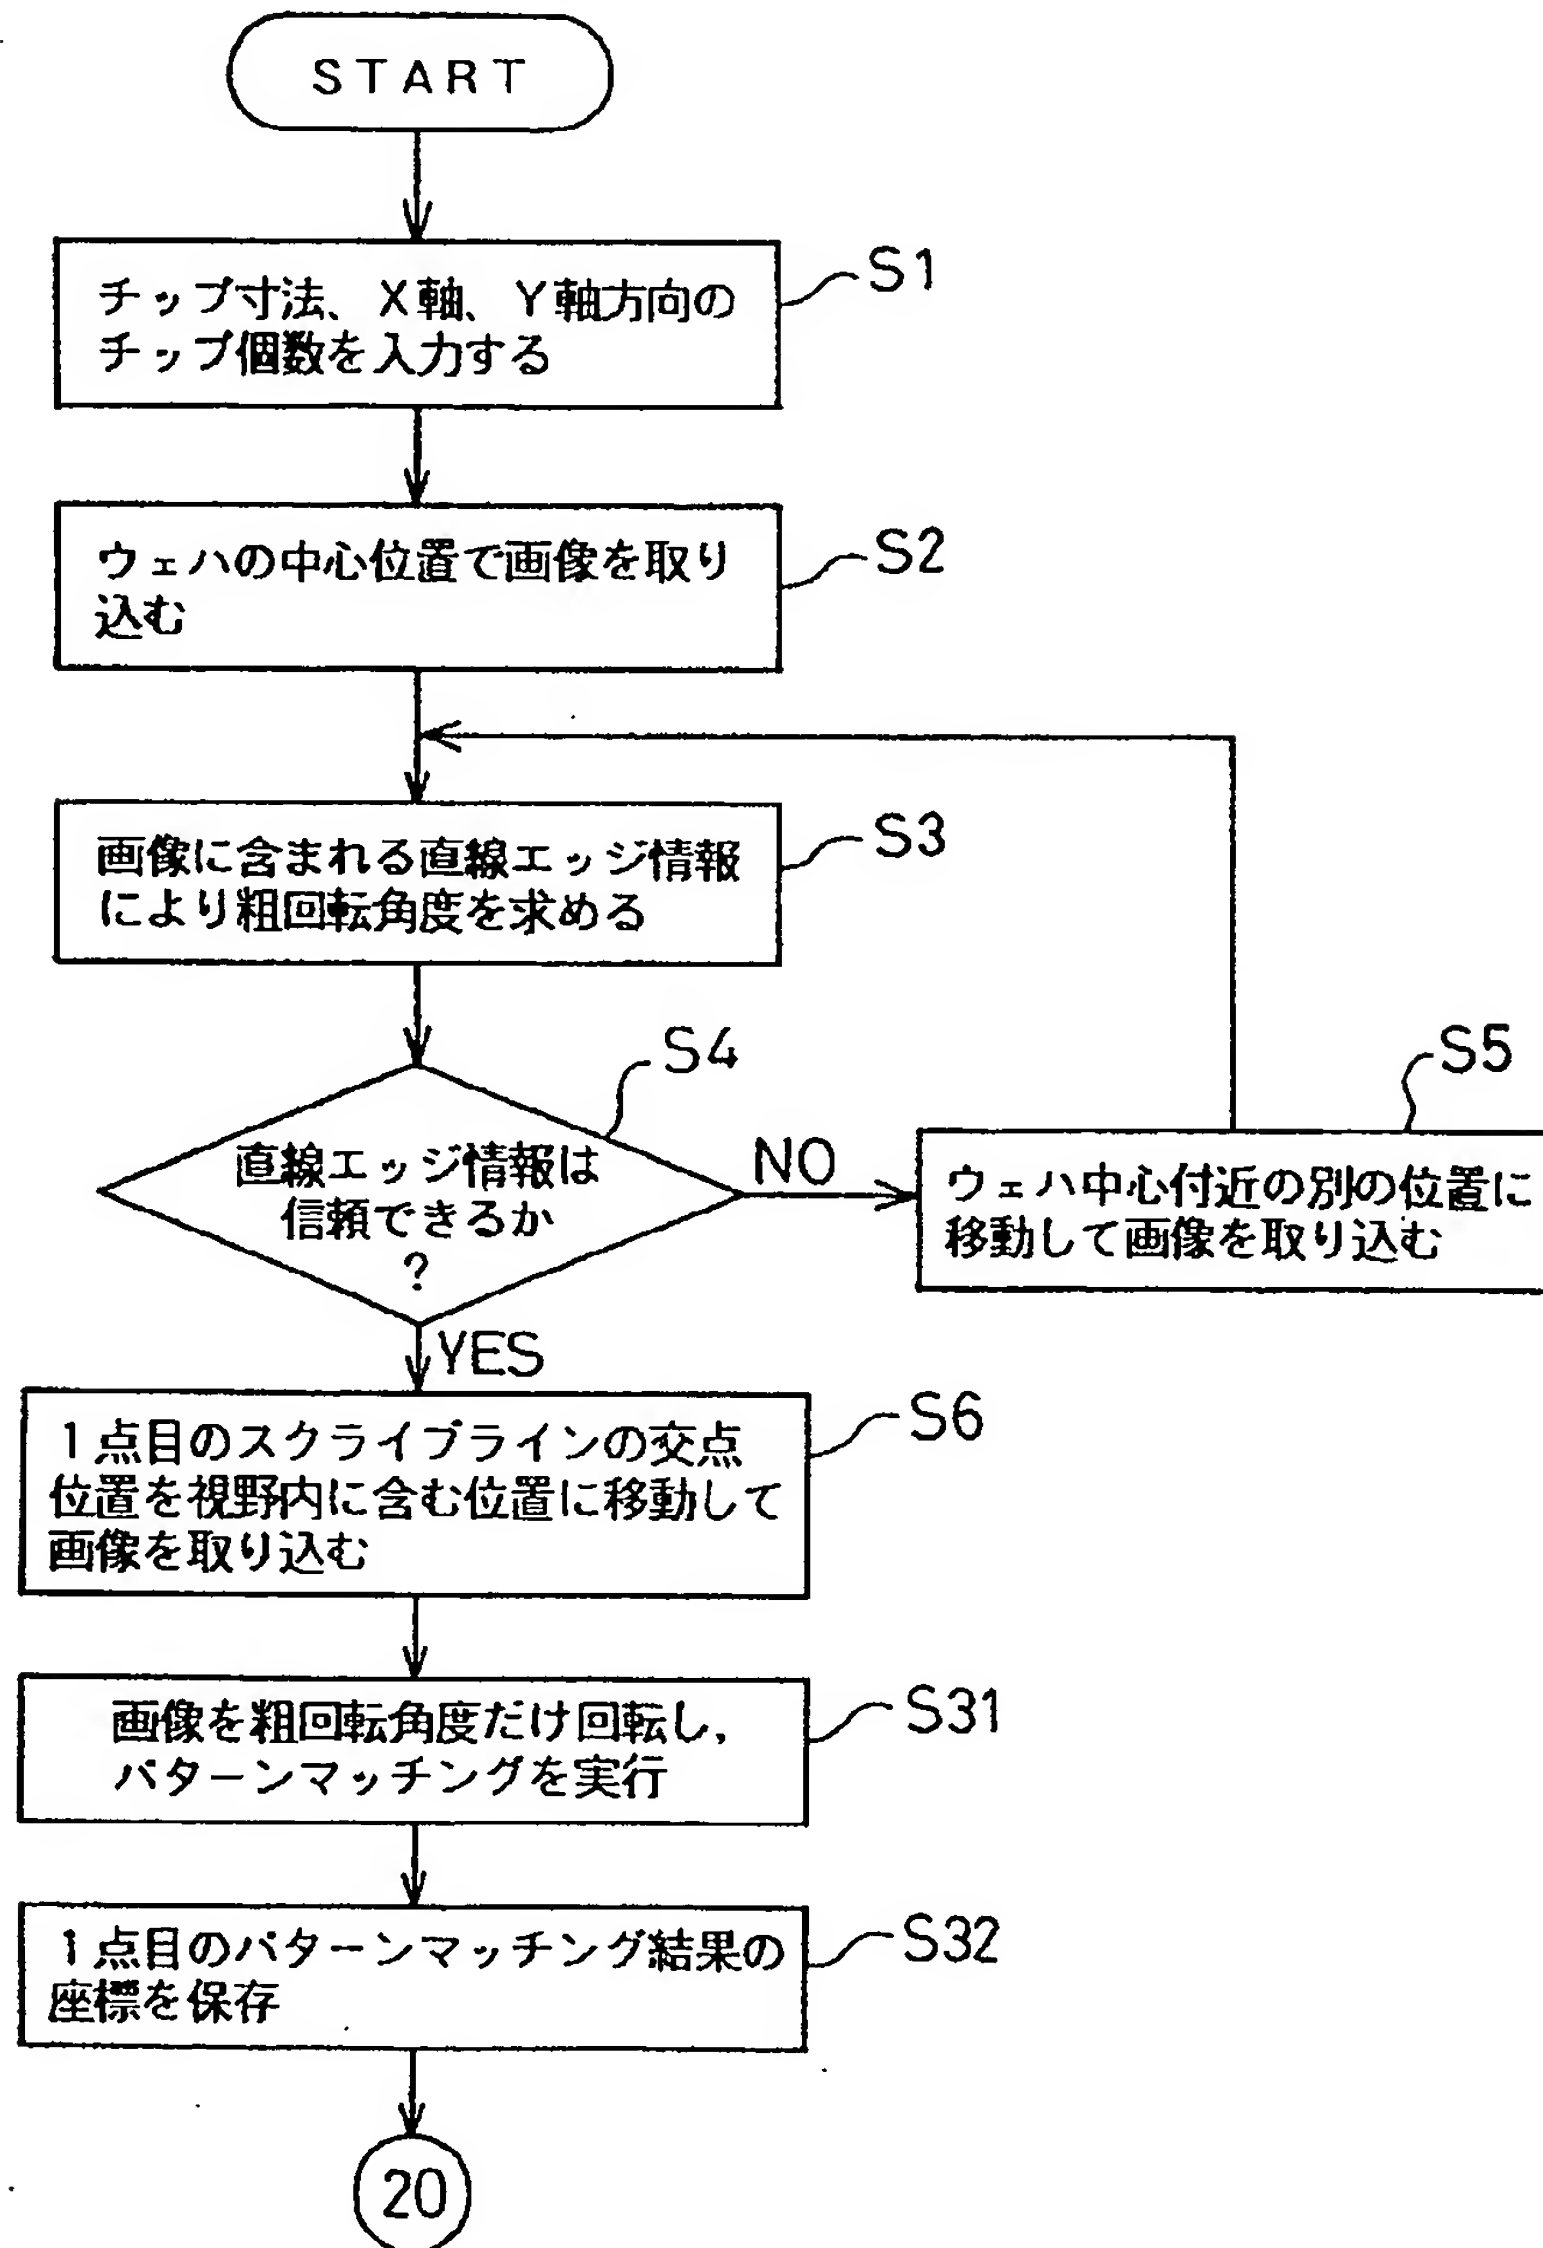 START
チップ寸法、X軸、Y軸方向の
チップ個数を入力する
S1
ウェハの中心位置で画像を取り
込む
S2
画像に含まれる直線エッジ情報
により粗回転角度を求める
S3
直線エッジ情報は
信頼できるか
?
S4
NO
ウェハ中心付近の別の位置に
移動して画像を取り込む
S5
YES
1点目のスクライブラインの交点
位置を視野内に含む位置に移動して
画像を取り込む
S6
画像を粗回転角度だけ回転し,
パターンマッチングを実行
S31
1点目のパターンマッチング結果の
座標を保存
S32
20